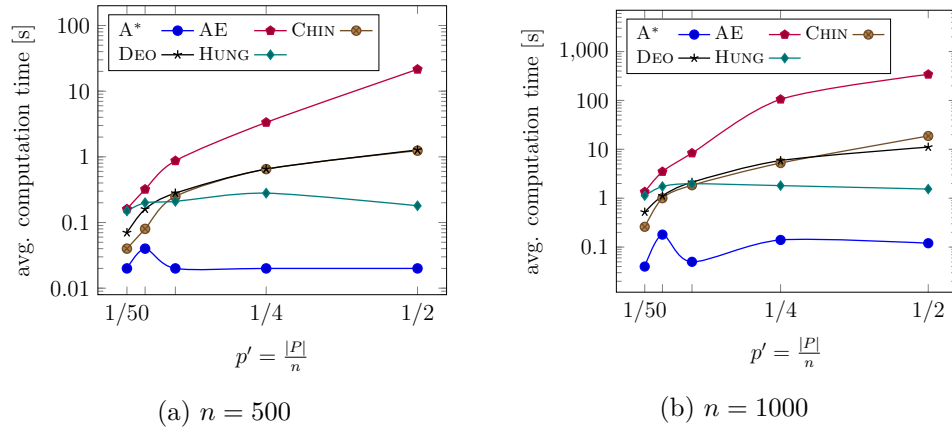 100
10
1
0.1
0.01
avg. computation time [s]
A* AE CHIN
DEO HUNG
1/50 1/4 1/2
p′ = |P|/n
(a) n = 500
1,000
100
10
1
0.1
avg. computation time [s]
A* AE CHIN
DEO HUNG
1/50 1/4 1/2
p′ = |P|/n
(b) n = 1000